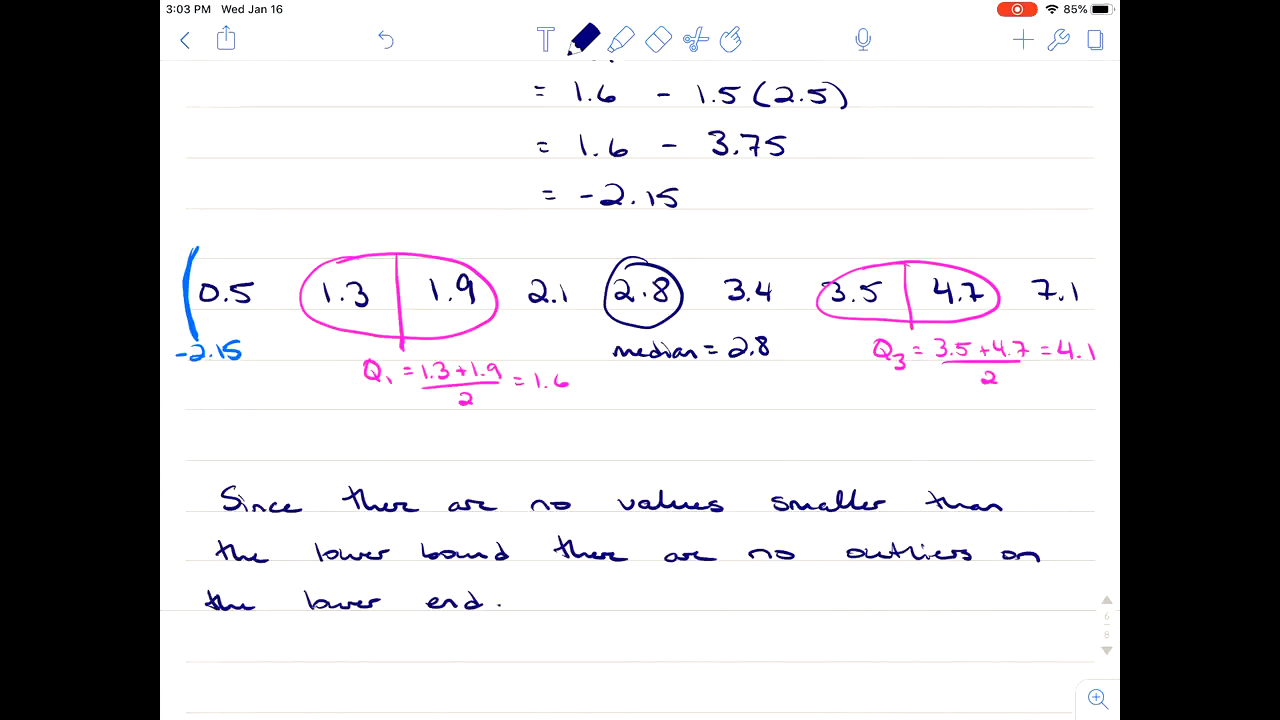 3:03 PM Wed Jan 16 85%
T
= 1.6 - 1.5(2.5)
= 1.6 - 3.75
= -2.15
0.5 1.3 1.9 2.1 2.8 3.4 3.5 4.7 7.1
-2.15 median = 2.8 Q3 = 3.5+4.7/2 = 4.1
Q1 = 1.3+1.9/2 = 1.6
Since there are no values smaller than
the lower bound there are no outliers on
the lower end.
6
8